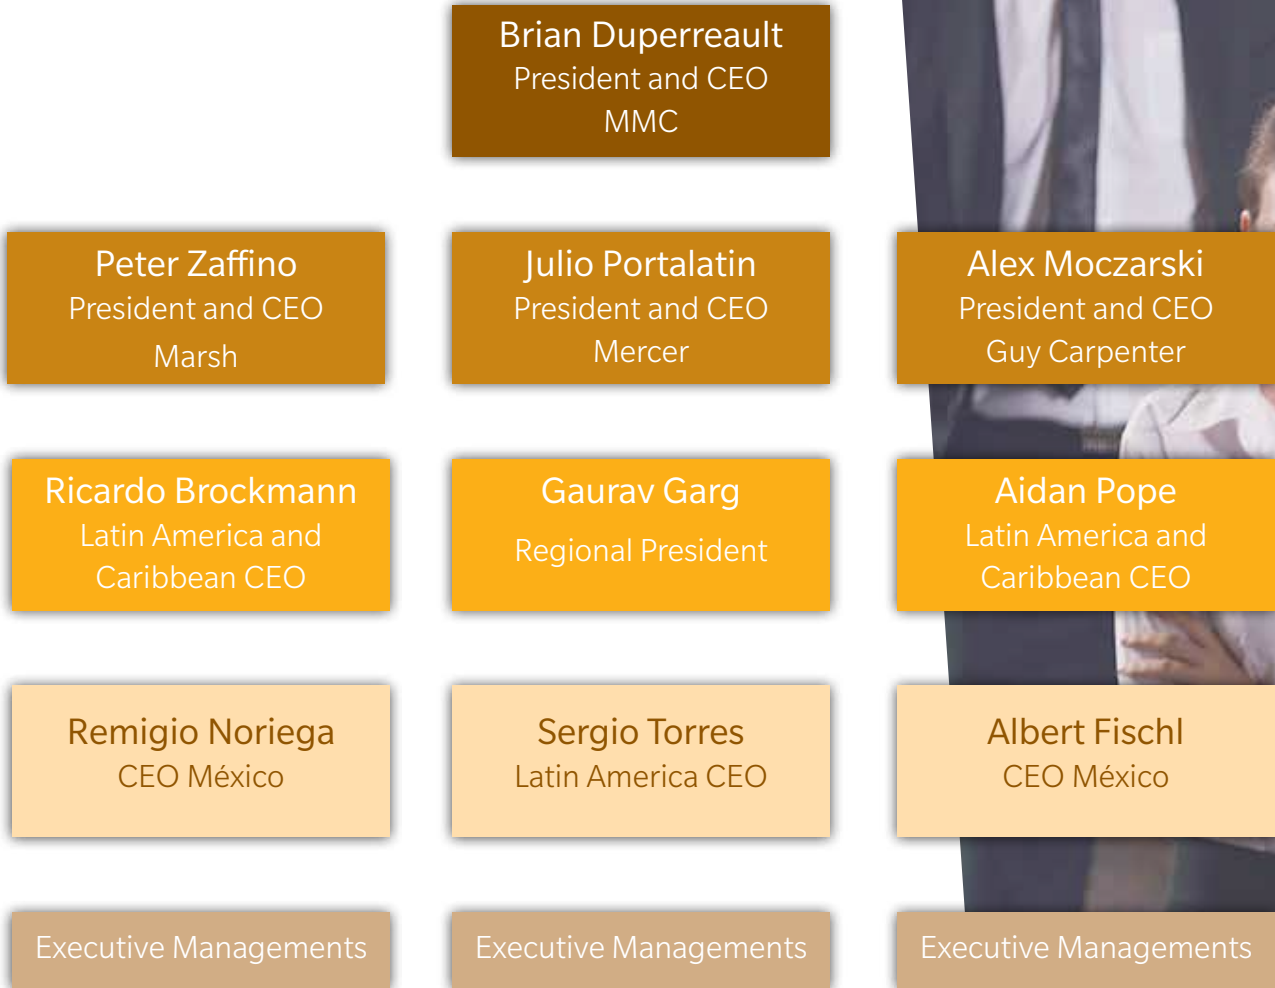 Brian Duperreault
President and CEO
MMC
Peter Zaffino
President and CEO
Marsh
Julio Portalatin
President and CEO
Mercer
Alex Moczarski
President and CEO
Guy Carpenter
Ricardo Brockmann
Latin America and
Caribbean CEO
Gaurav Garg
Regional President
Aidan Pope
Latin America and
Caribbean CEO
Remigio Noriega
CEO México
Sergio Torres
Latin America CEO
Albert Fischl
CEO México
Executive Managements
Executive Managements
Executive Managements